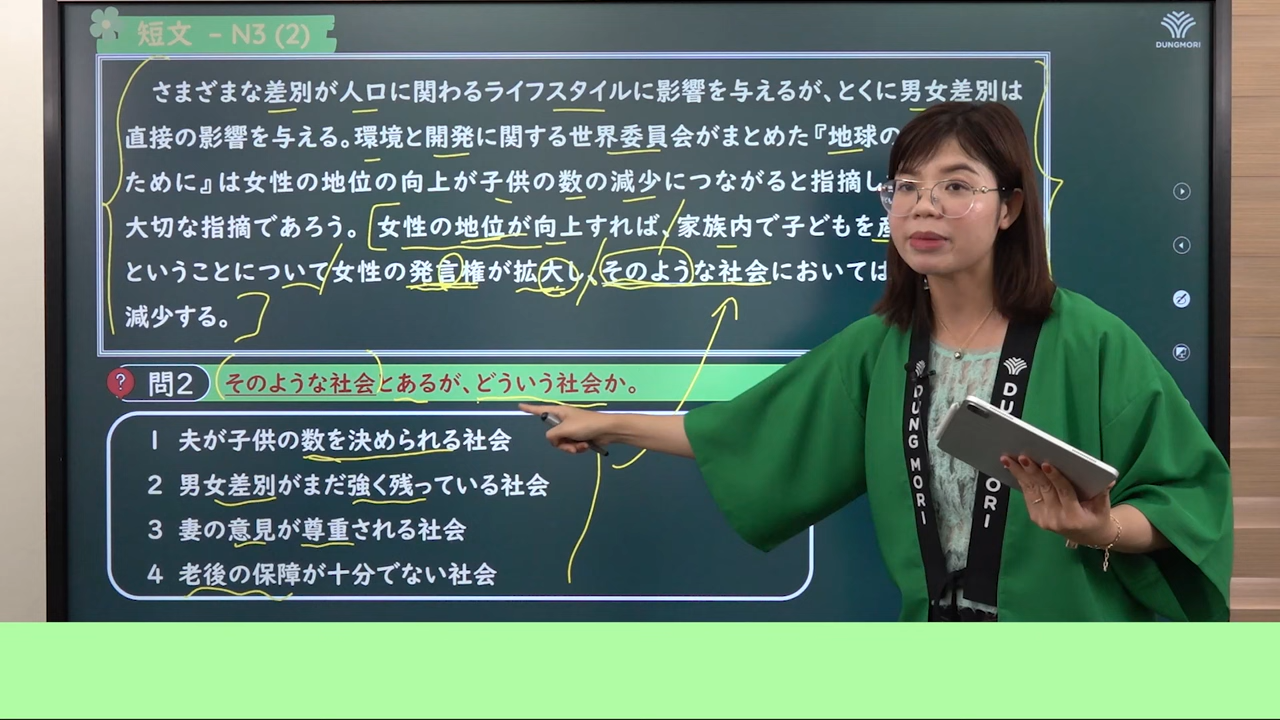 短文 - N3 (2)
DUNGMORI
さまざまな差別が人口に関わるライフスタイルに影響を与えるが、とくに男女差別は
直接の影響を与える。環境と開発に関する世界委員会がまとめた『地球の
ために』は女性の地位の向上が子供の数の減少につながると指摘し
大切な指摘であろう。女性の地位が向上すれば、家族内で子どもを産
ということについて女性の発言権が拡大し、そのような社会においては
減少する。
? 問2 そのような社会とあるが、どういう社会か。
1 夫が子供の数を決められる社会
2 男女差別がまだ強く残っている社会
3 妻の意見が尊重される社会
4 老後の保障が十分でない社会
DUNG MORI
DUNGMORI